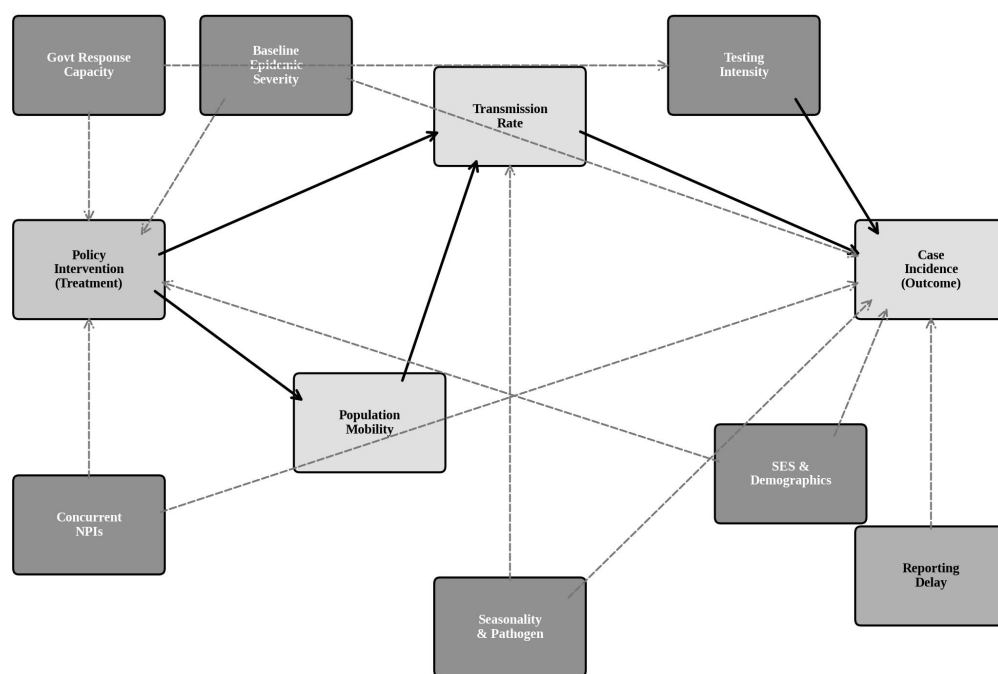 Govt Response
Capacity
Baseline
Epidemic
Severity
Testing
Intensity
Transmission
Rate
Policy
Intervention
(Treatment)
Case
Incidence
(Outcome)
Population
Mobility
SES &
Demographics
Concurrent
NPIs
Reporting
Delay
Seasonality
& Pathogen